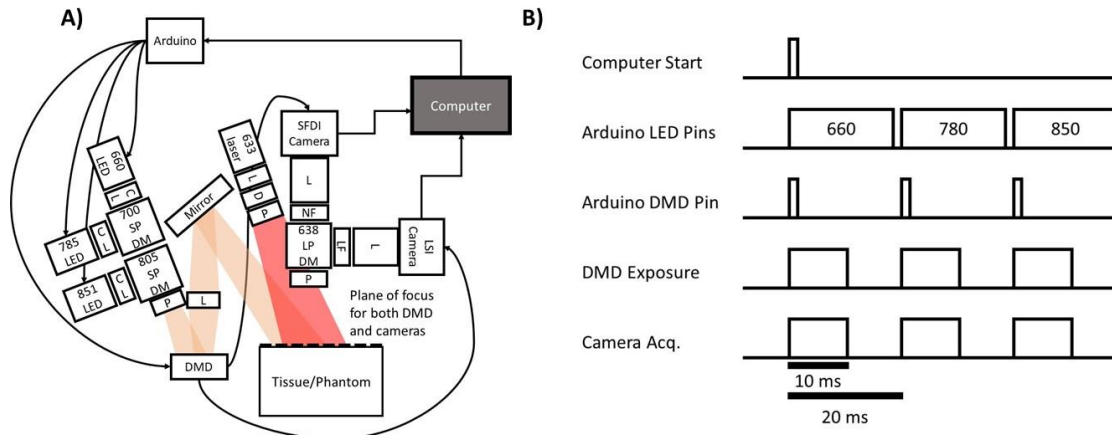 A)
Arduino
Computer
SFDI
Camera
633
laser
L
D
P
L
NF
638
LP
DM
LF
L
LSI
Camera
P
660
LED
C
L
700
SP
DM
Mirror
785
LED
C
L
805
SP
DM
851
LED
C
L
P
L
DMD
Plane of focus
for both DMD
and cameras
Tissue/Phantom
B)
Computer Start
Arduino LED Pins
660
780
850
Arduino DMD Pin
DMD Exposure
Camera Acq.
10 ms
20 ms